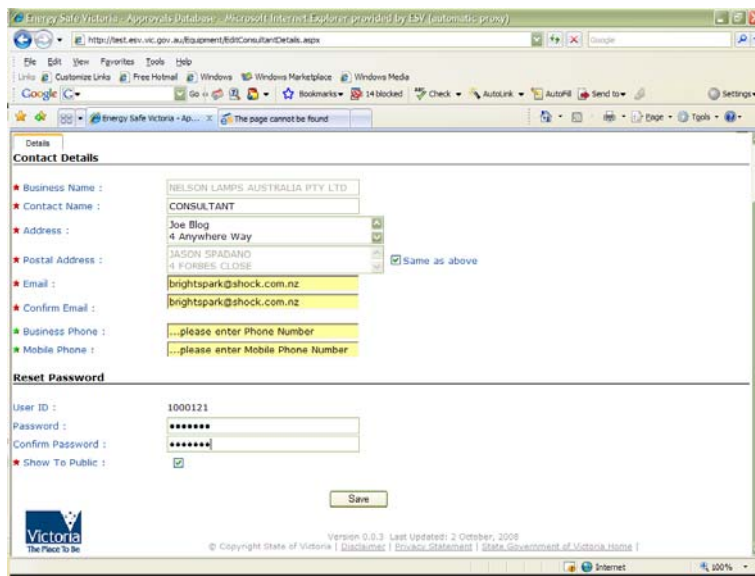 Energy Safe Victoria - Approvals Database - Microsoft Internet Explorer provided by ESV (automatic proxy)
http://test.esv.vic.gov.au/Equipment/EditConsultantDetails.aspx
Google
File Edit View Favorites Tools Help
Links Customize Links Free Hotmail Windows Windows Marketplace Windows Media
Google Go Bookmarks 14 blocked Check AutoLink AutoFill Send to Settings
Energy Safe Victoria - Ap... X The page cannot be found Page Tools
Details
Contact Details
* Business Name : NELSON LAMPS AUSTRALIA PTY LTD
* Contact Name : CONSULTANT
* Address : Joe Blog
4 Anywhere Way
* Postal Address : JASON SPADANO
4 FORBES CLOSE
Same as above
* Email : brightspark@shock.com.nz
* Confirm Email : brightspark@shock.com.nz
* Business Phone : ...please enter Phone Number
* Mobile Phone : ...please enter Mobile Phone Number
Reset Password
User ID : 1000121
Password : •••••••
Confirm Password : •••••••
* Show To Public :
Save
Victoria
The Place To Be
Version 0.0.3 Last Updated: 2 October, 2008
© Copyright State of Victoria | Disclaimer | Privacy Statement | State Government of Victoria Home |
Internet 100%